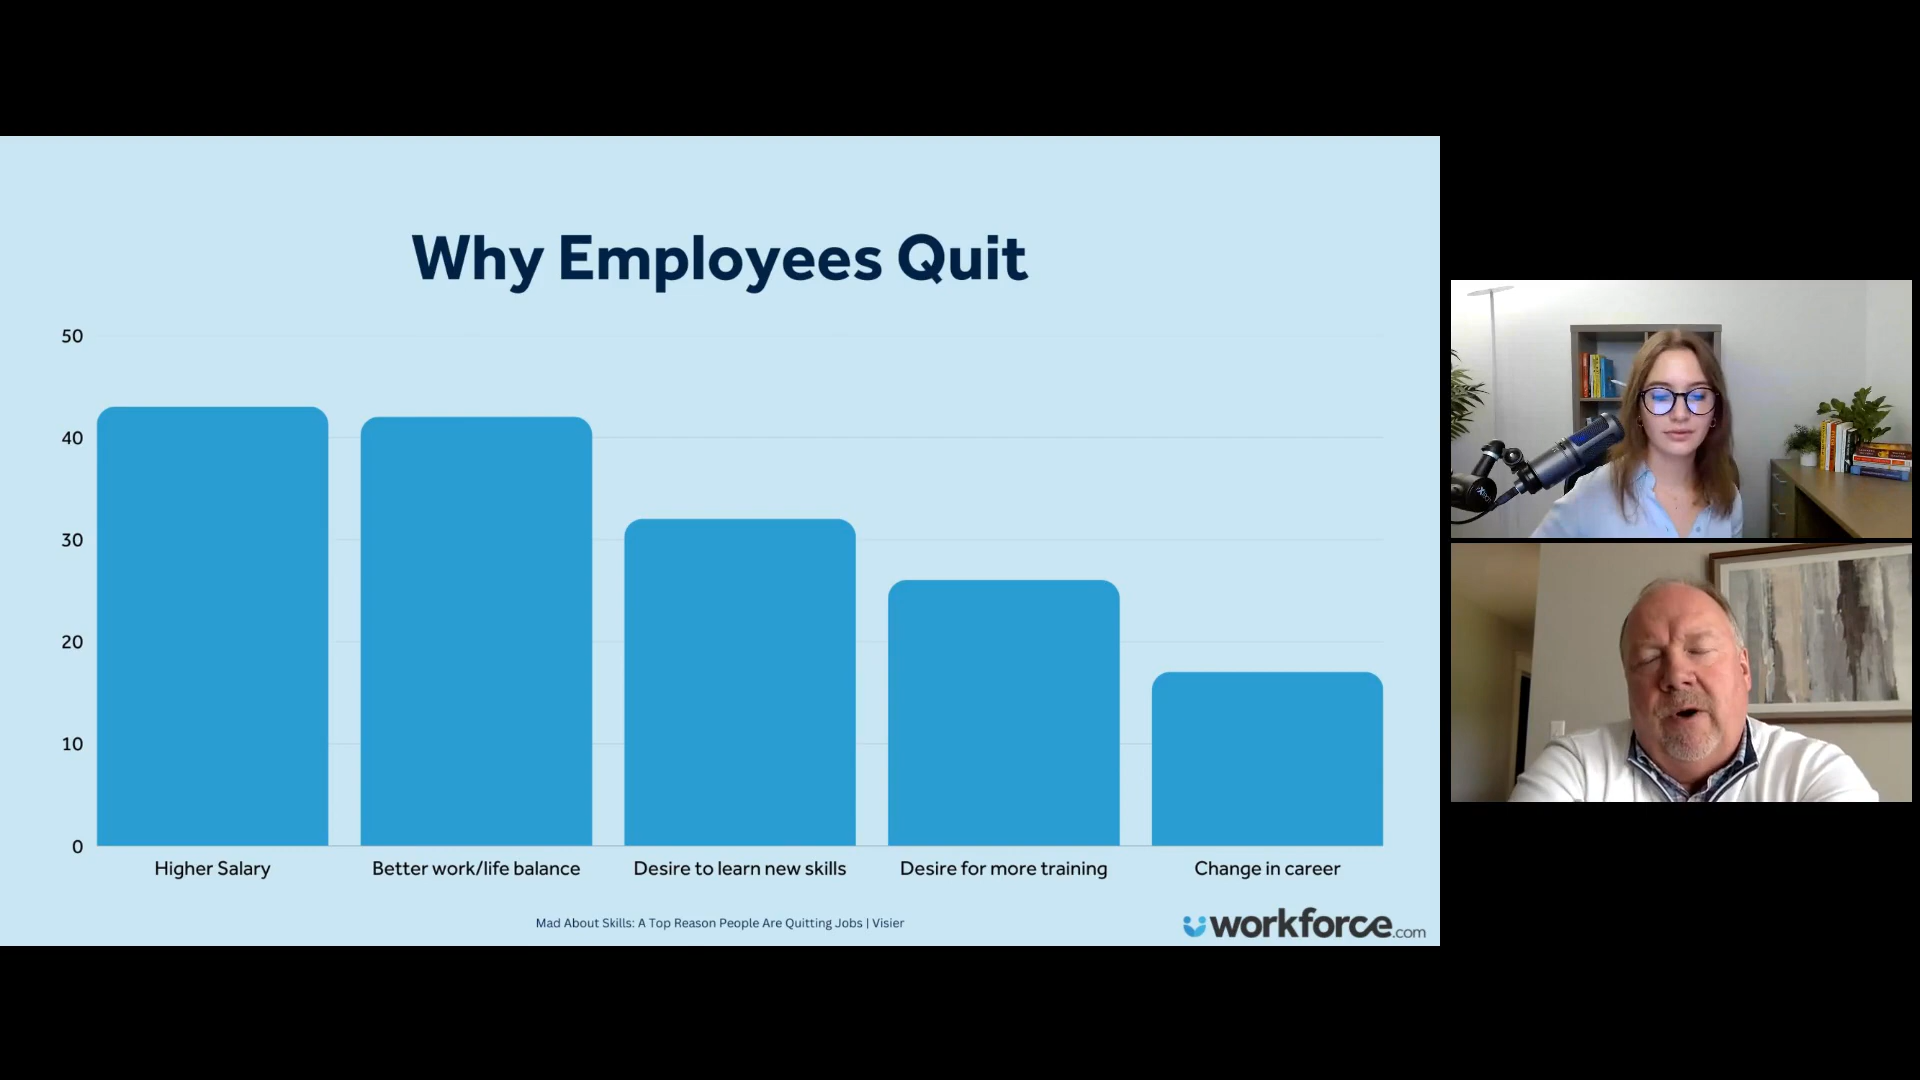 Why Employees Quit
50
40
30
20
10
0
Higher Salary
Better work/life balance
Desire to learn new skills
Desire for more training
Change in career
Mad About Skills: A Top Reason People Are Quitting Jobs | Visier
workforce.com